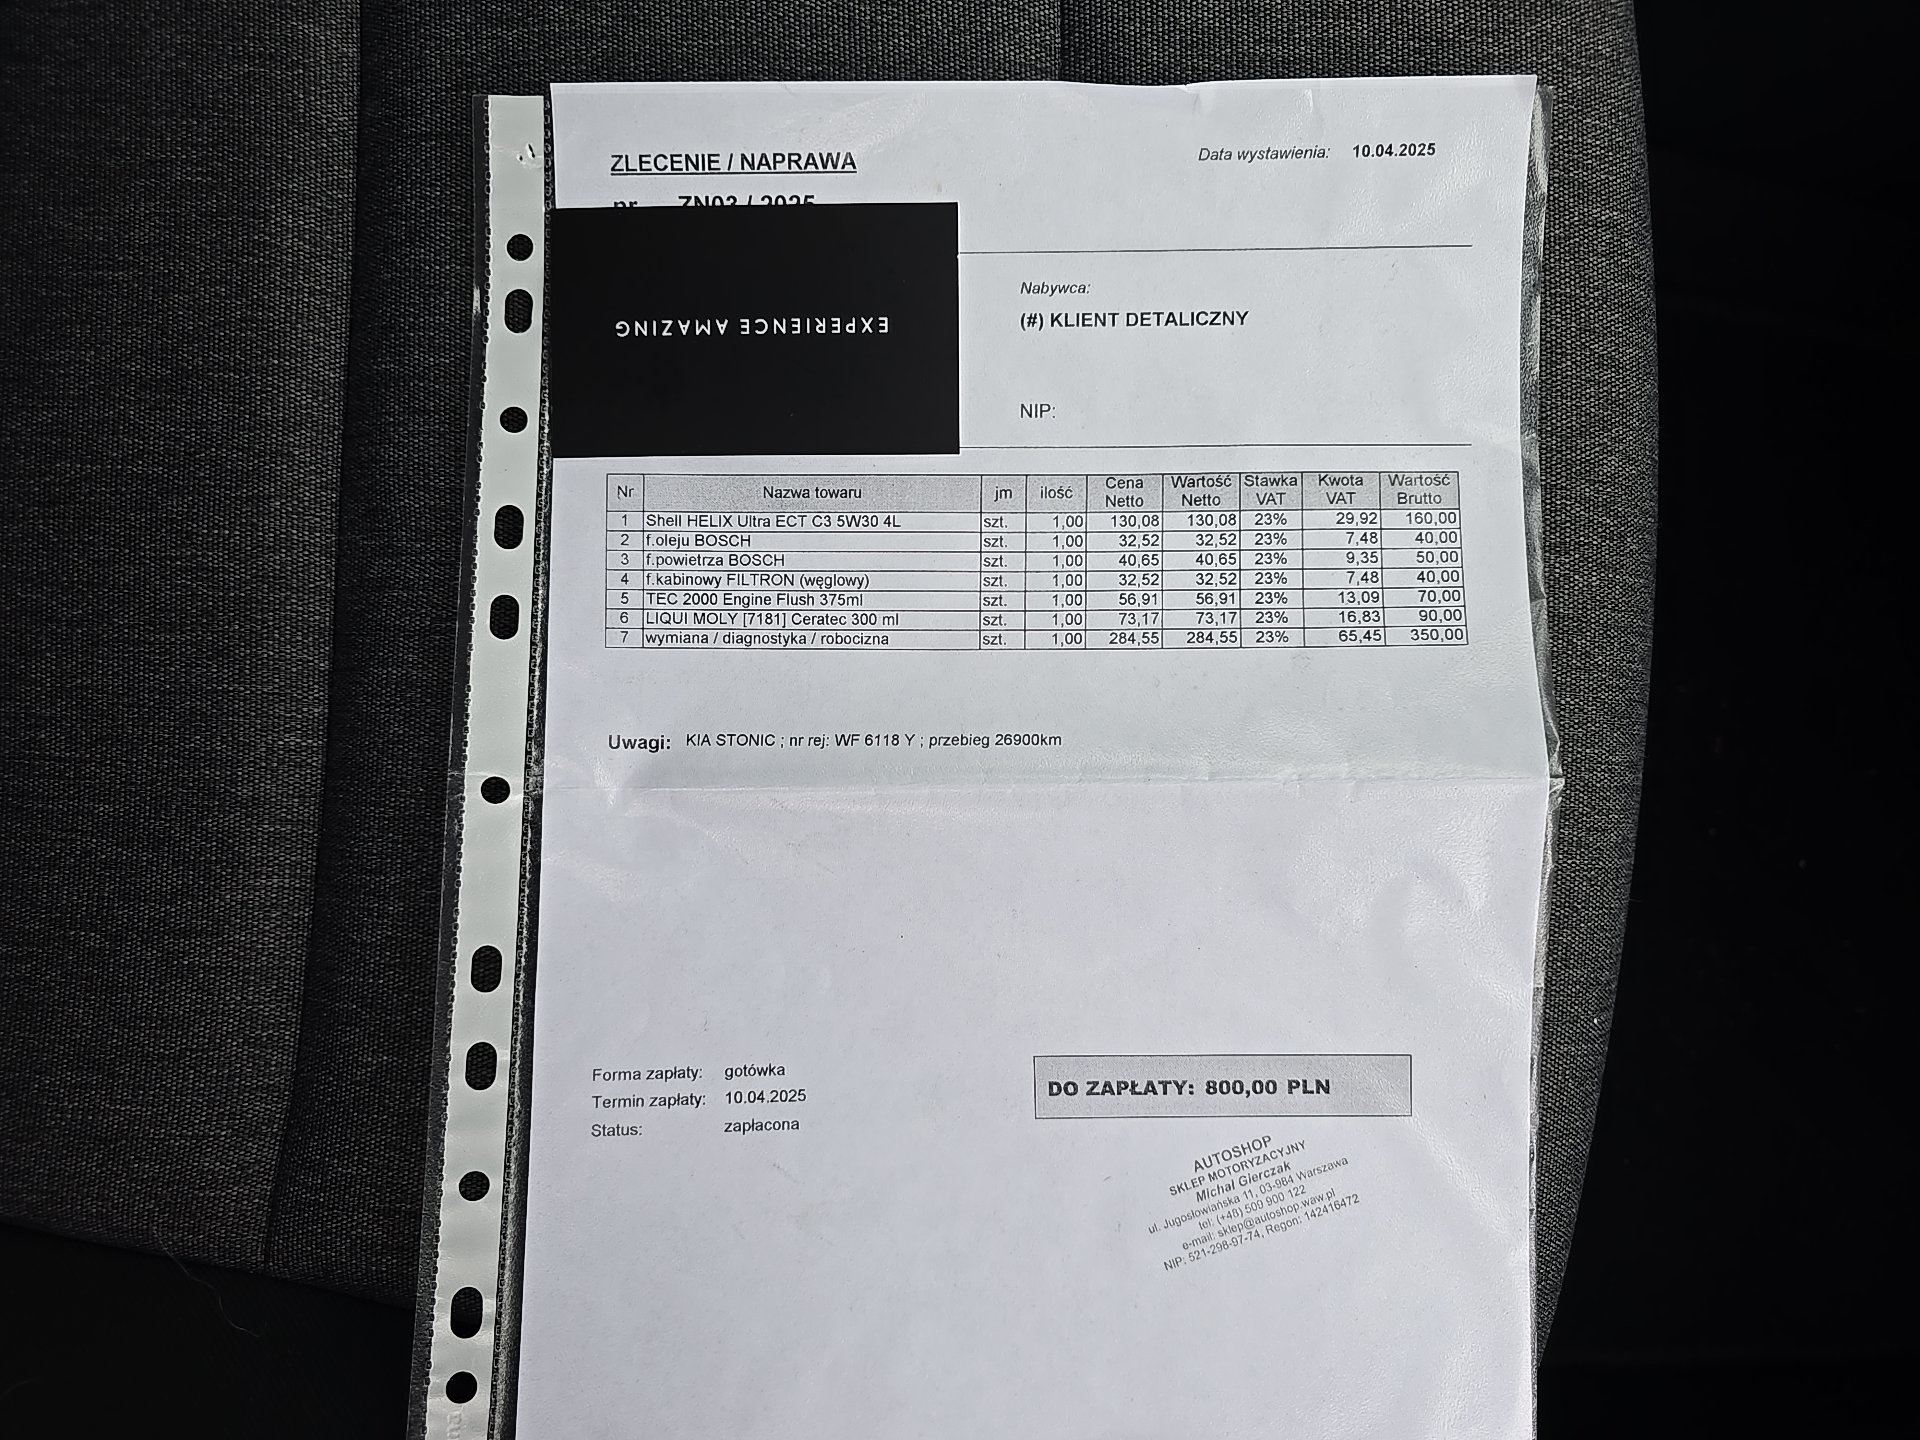 ZLECENIE / NAPRAWA
Data wystawienia: 10.04.2025
nr ZN03 / 2025
EXPERIENCE AMAZING
Nabywca:
(#) KLIENT DETALICZNY
NIP:
Nr Nazwa towaru jm ilość Cena Netto Wartość Netto Stawka VAT Kwota VAT Wartość Brutto
1 Shell HELIX Ultra ECT C3 5W30 4L szt. 1,00 130,08 130,08 23% 29,92 160,00
2 f.oleju BOSCH szt. 1,00 32,52 32,52 23% 7,48 40,00
3 f.powietrza BOSCH szt. 1,00 40,65 40,65 23% 9,35 50,00
4 f.kabinowy FILTRON (węglowy) szt. 1,00 32,52 32,52 23% 7,48 40,00
5 TEC 2000 Engine Flush 375ml szt. 1,00 56,91 56,91 23% 13,09 70,00
6 LIQUI MOLY [7181] Ceratec 300 ml szt. 1,00 73,17 73,17 23% 16,83 90,00
7 wymiana / diagnostyka / robocizna szt. 1,00 284,55 284,55 23% 65,45 350,00
Uwagi: KIA STONIC ; nr rej: WF 6118 Y ; przebieg 26900km
Forma zapłaty: gotówka
Termin zapłaty: 10.04.2025
Status: zapłacona
DO ZAPŁATY: 800,00 PLN
AUTOSHOP
SKLEP MOTORYZACYJNY
Michał Gierczak
ul. Jugosłowiańska 11, 03-984 Warszawa
tel: (+48) 500 900 122
e-mail: sklep@autoshop.waw.pl
NIP: 521-298-97-74, Regon: 142416472